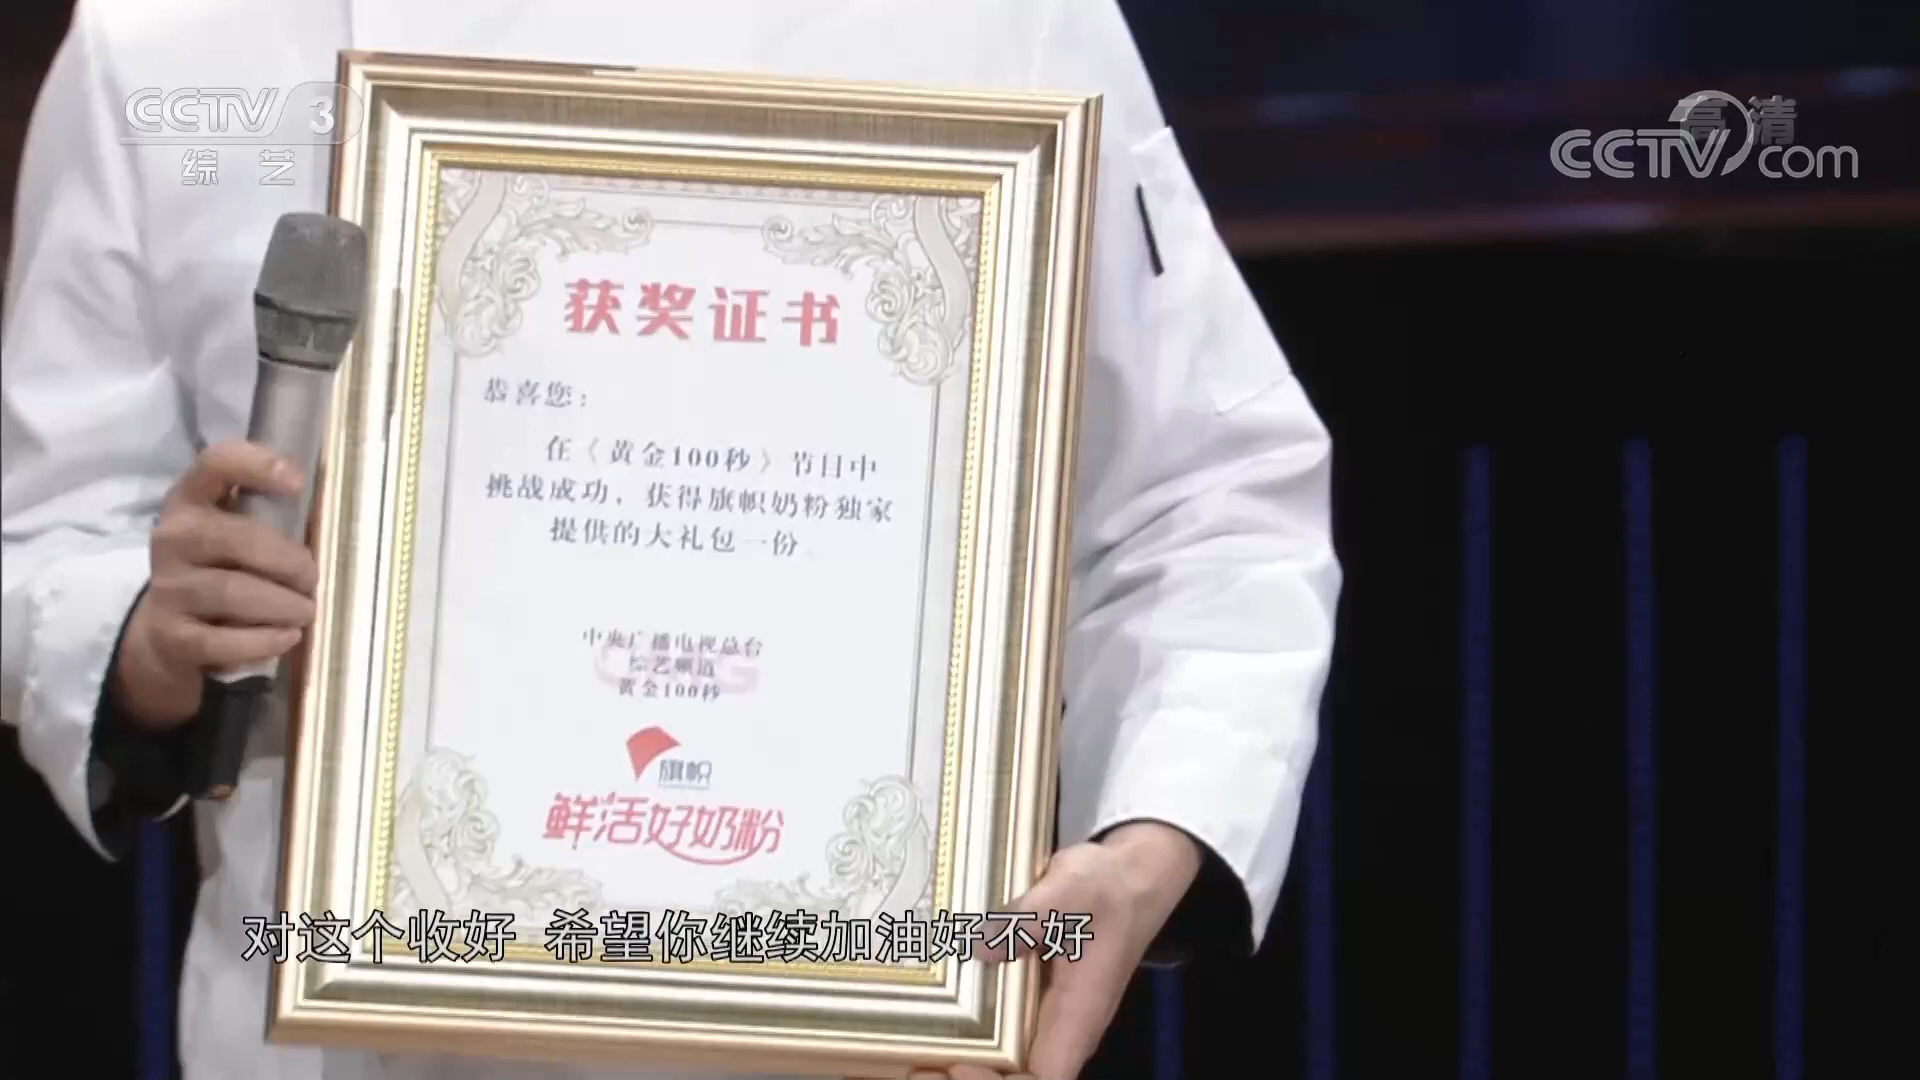 CCTV 3
综艺
高清
CCTV.com
获奖证书
恭喜您：
在《黄金100秒》节目中
挑战成功，获得旗帜奶粉独家
提供的大礼包一份
中央广播电视总台
综艺频道
黄金100秒
旗帜
鲜活好奶粉
对这个收好 希望你继续加油好不好